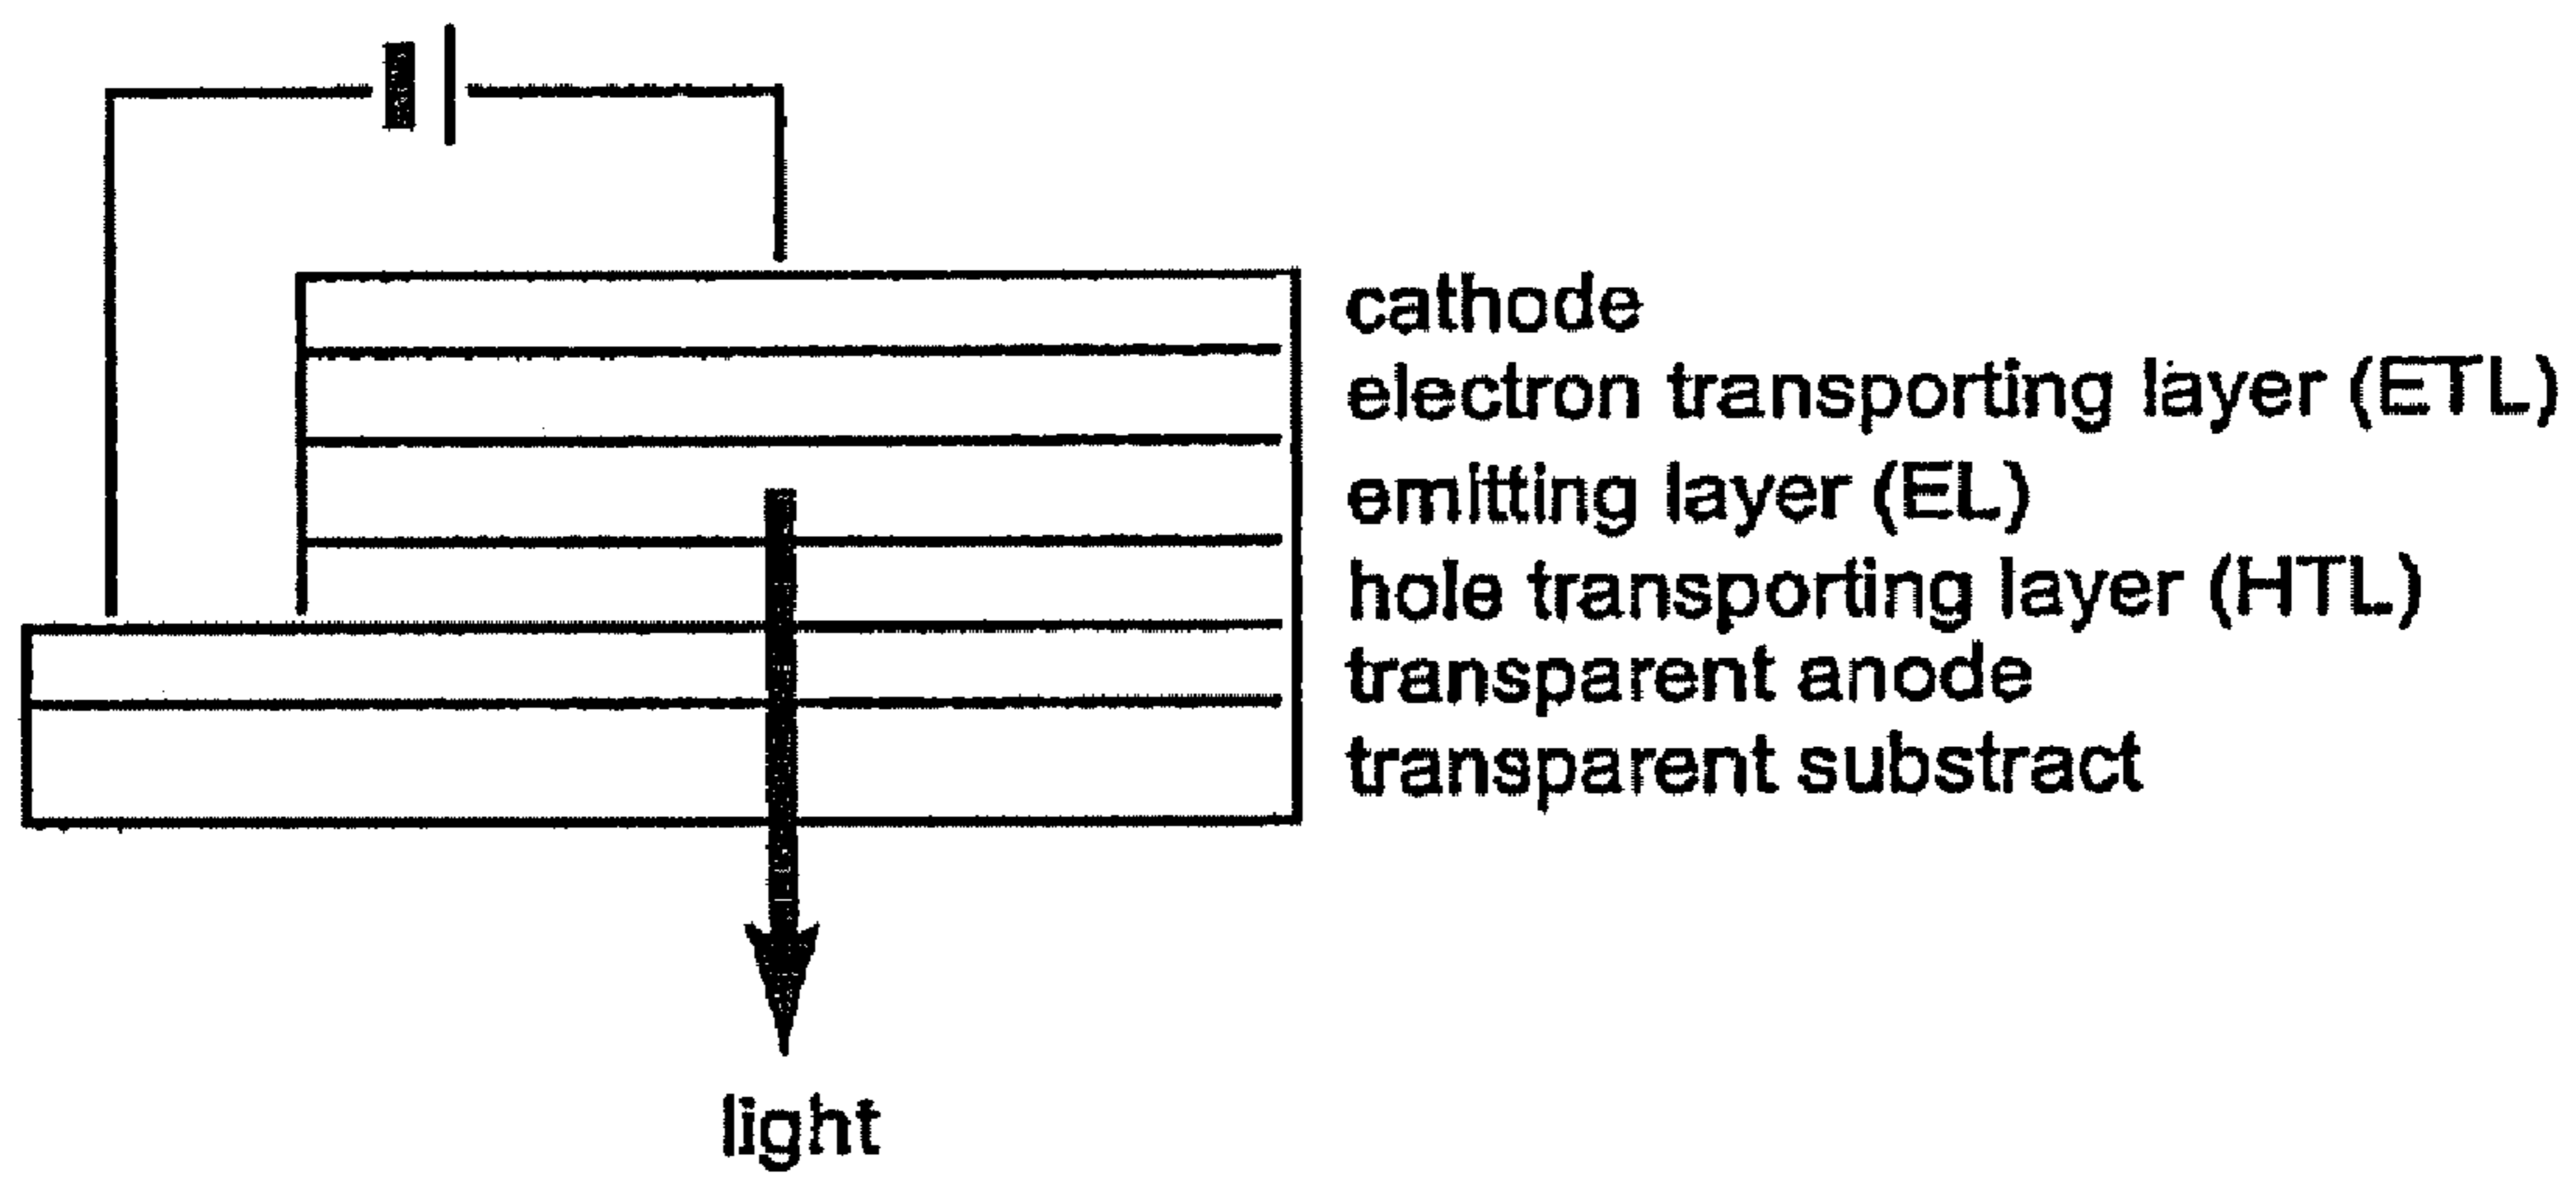 cathode
electron transporting layer (ETL)
emitting layer (EL)
hole transporting layer (HTL)
transparent anode
transparent substract
light